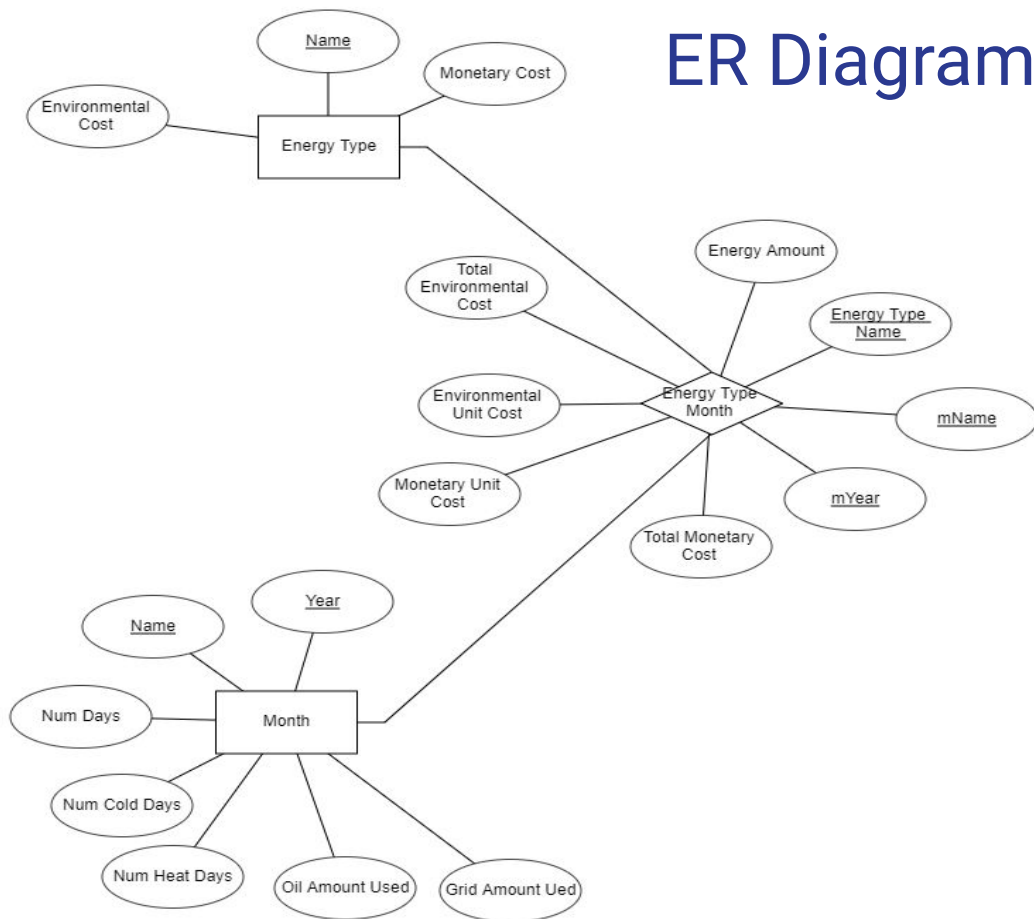 ER Diagram
Name
Monetary Cost
Environmental
Cost
Energy Type
Energy Amount
Total
Environmental
Cost
Energy Type
Name
Environmental
Unit Cost
Energy Type
Month
mName
Monetary Unit
Cost
mYear
Total Monetary
Cost
Year
Name
Num Days
Month
Num Cold Days
Num Heat Days
Oil Amount Used
Grid Amount Ued